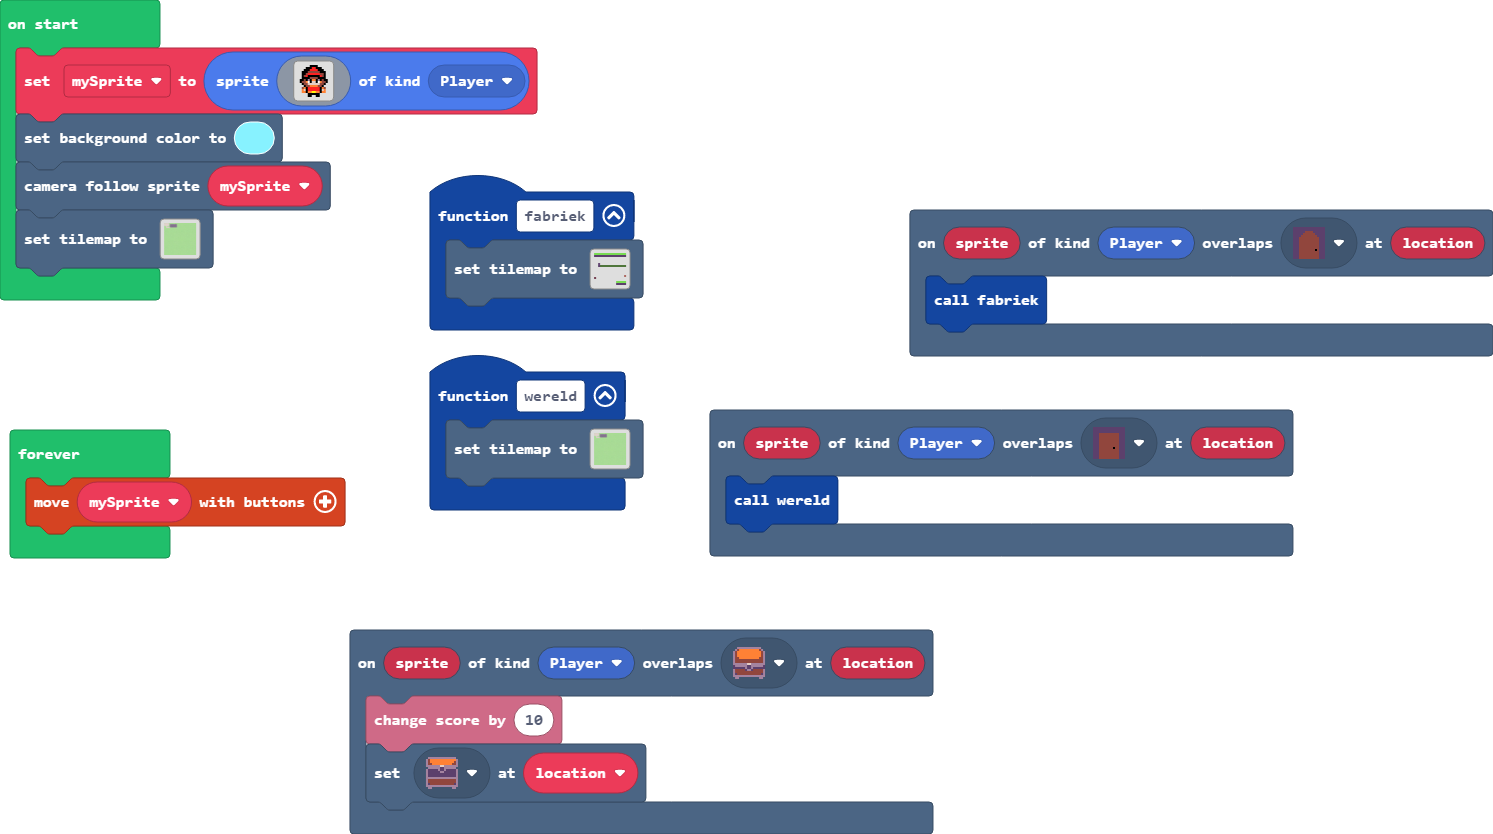 on start
set mySprite to sprite of kind Player
set background color to
camera follow sprite mySprite
set tilemap to
function fabriek
set tilemap to
on sprite of kind Player overlaps at location
call fabriek
function wereld
set tilemap to
on sprite of kind Player overlaps at location
call wereld
forever
move mySprite with buttons
on sprite of kind Player overlaps at location
change score by 10
set at location